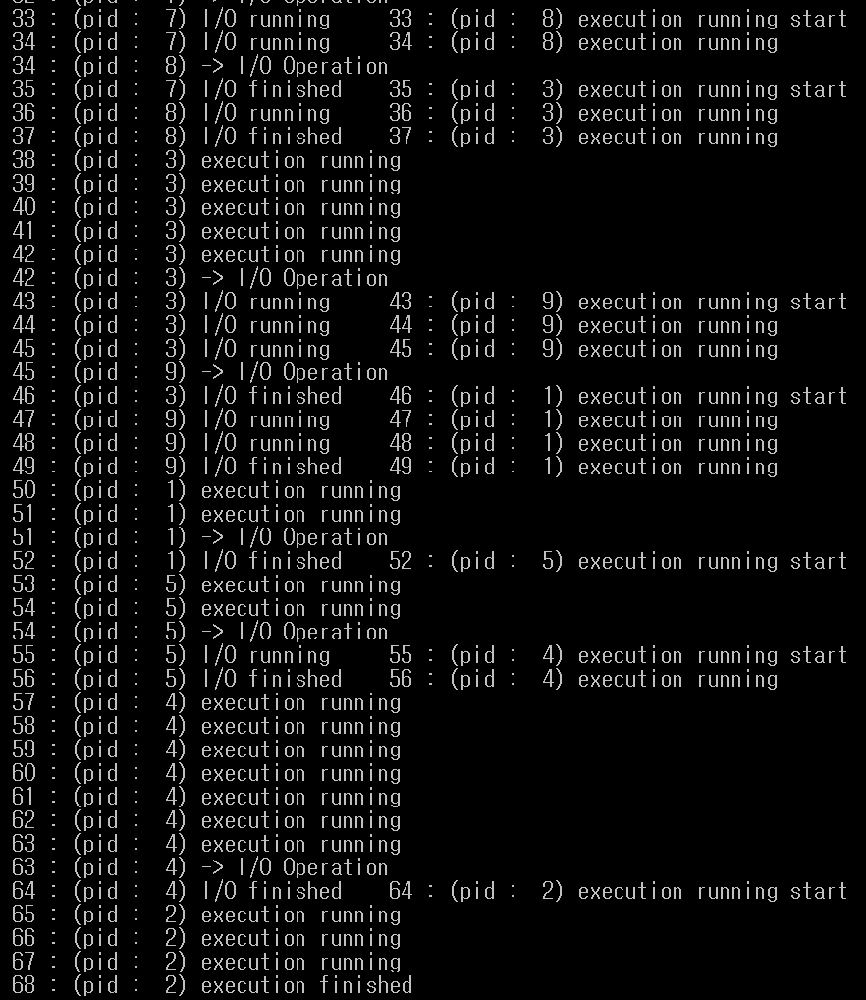 32 : (pid :  7) -> I/O Operation
33 : (pid :  7) I/O running     33 : (pid :  8) execution running start
34 : (pid :  7) I/O running     34 : (pid :  8) execution running
34 : (pid :  8) -> I/O Operation
35 : (pid :  7) I/O finished    35 : (pid :  3) execution running start
36 : (pid :  8) I/O running     36 : (pid :  3) execution running
37 : (pid :  8) I/O finished    37 : (pid :  3) execution running
38 : (pid :  3) execution running
39 : (pid :  3) execution running
40 : (pid :  3) execution running
41 : (pid :  3) execution running
42 : (pid :  3) execution running
42 : (pid :  3) -> I/O Operation
43 : (pid :  3) I/O running     43 : (pid :  9) execution running start
44 : (pid :  3) I/O running     44 : (pid :  9) execution running
45 : (pid :  3) I/O running     45 : (pid :  9) execution running
45 : (pid :  9) -> I/O Operation
46 : (pid :  3) I/O finished    46 : (pid :  1) execution running start
47 : (pid :  9) I/O running     47 : (pid :  1) execution running
48 : (pid :  9) I/O running     48 : (pid :  1) execution running
49 : (pid :  9) I/O finished    49 : (pid :  1) execution running
50 : (pid :  1) execution running
51 : (pid :  1) execution running
51 : (pid :  1) -> I/O Operation
52 : (pid :  1) I/O finished    52 : (pid :  5) execution running start
53 : (pid :  5) execution running
54 : (pid :  5) execution running
54 : (pid :  5) -> I/O Operation
55 : (pid :  5) I/O running     55 : (pid :  4) execution running start
56 : (pid :  5) I/O finished    56 : (pid :  4) execution running
57 : (pid :  4) execution running
58 : (pid :  4) execution running
59 : (pid :  4) execution running
60 : (pid :  4) execution running
61 : (pid :  4) execution running
62 : (pid :  4) execution running
63 : (pid :  4) execution running
63 : (pid :  4) -> I/O Operation
64 : (pid :  4) I/O finished    64 : (pid :  2) execution running start
65 : (pid :  2) execution running
66 : (pid :  2) execution running
67 : (pid :  2) execution running
68 : (pid :  2) execution finished